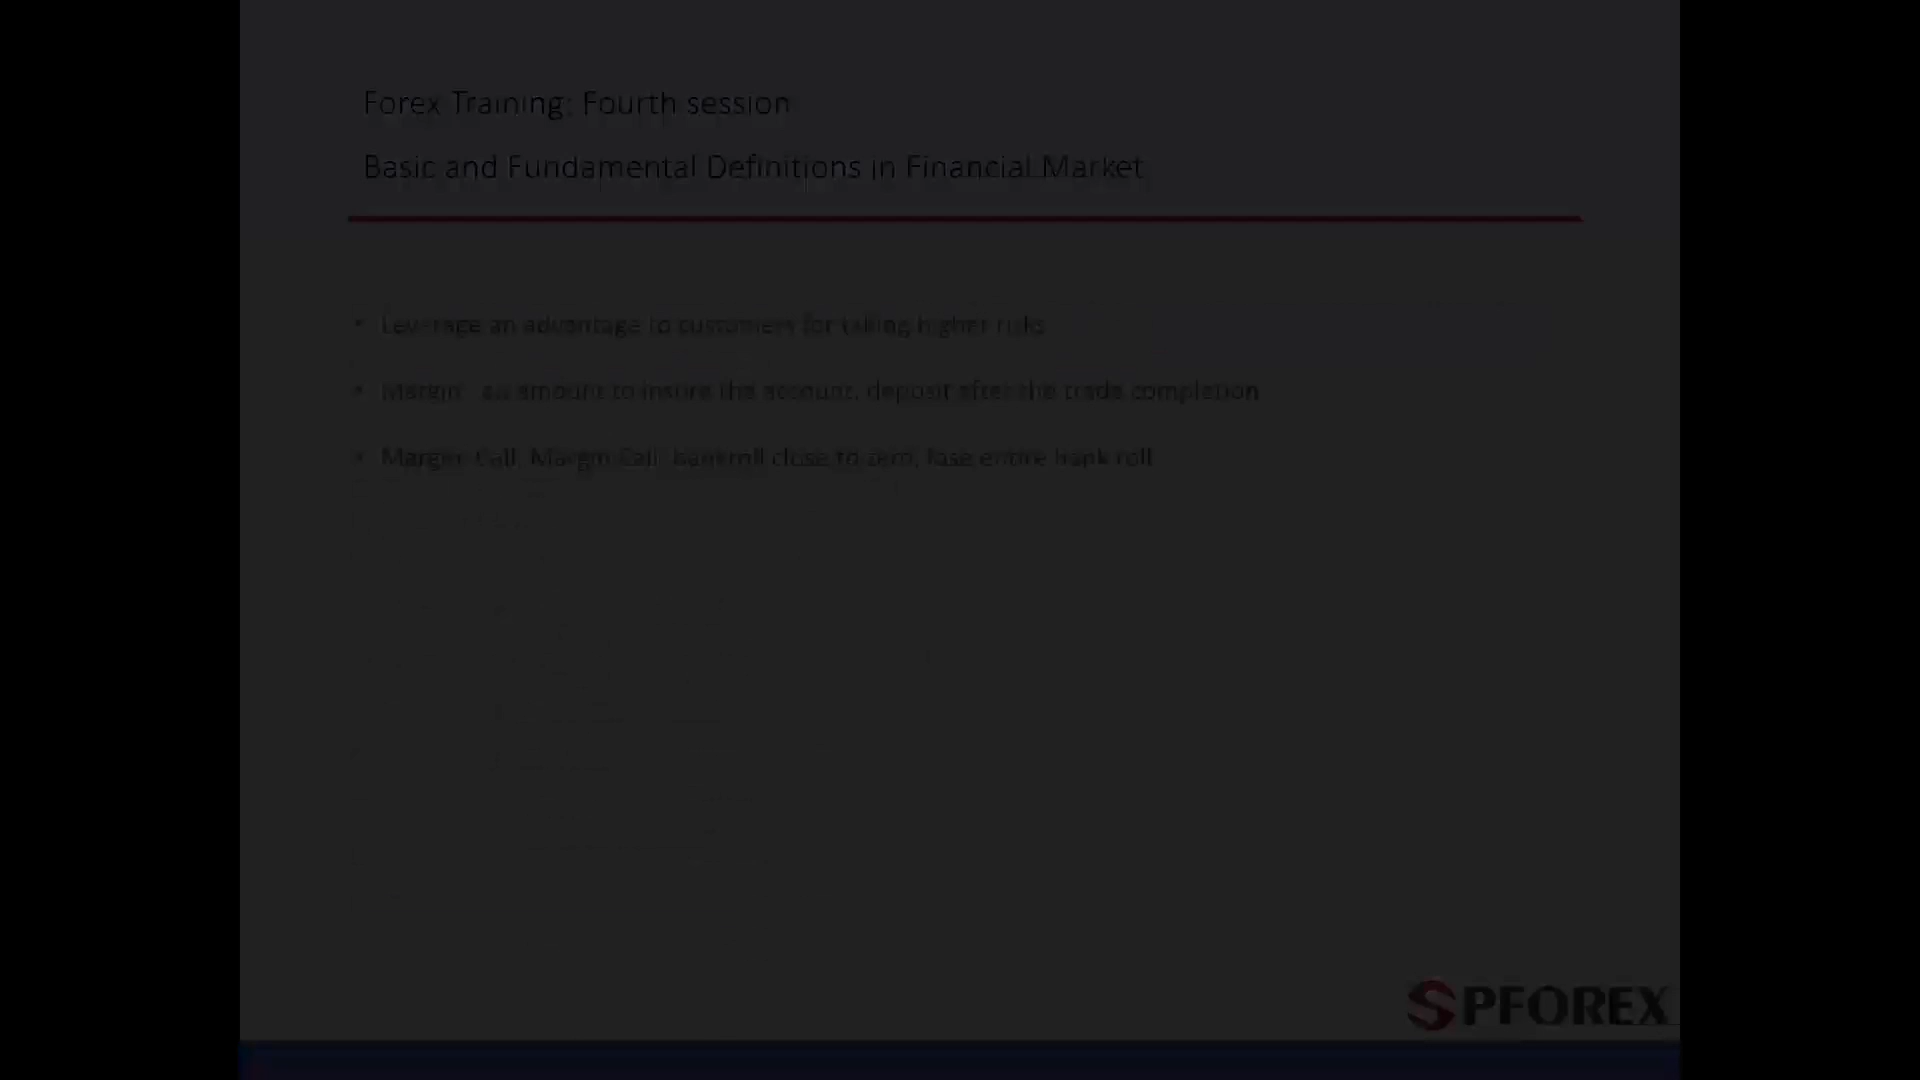 Forex Training: Fourth session
Basic and Fundamental Definitions in Financial Market
• Leverage an advantage to customers for taking higher risks
• Margin: an amount to insure the account, deposit after the trade completion
• Margin Call: Margin Call: bankroll close to zero, lose entire bank roll
SPFOREX